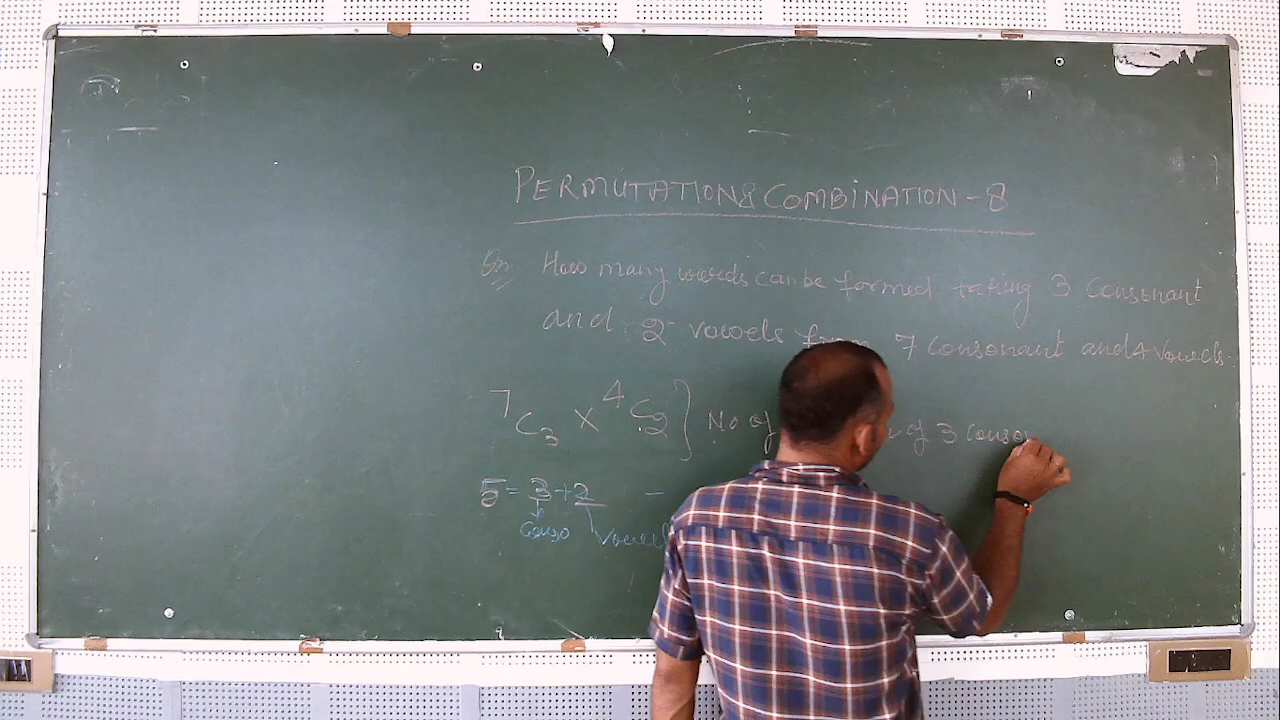 PERMUTATION & COMBINATION - 8
Ex: How many words can be formed taking 3 consonant
and 2 vowels from 7 consonant and 4 vowels.
⁷C₃ × ⁴C₂ } No of of 3 conso
5 = 3 + 2 –
Conso Vowel